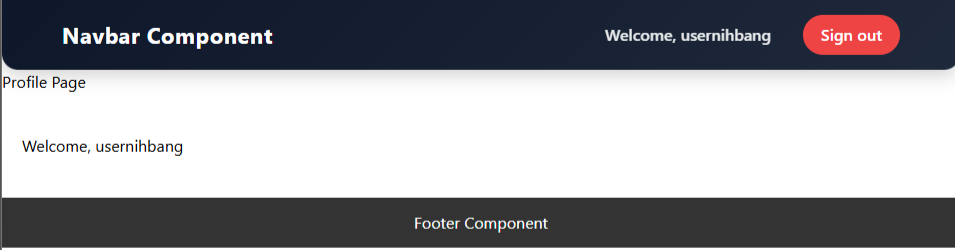 Navbar Component
Welcome, usernihbang
Sign out
Profile Page
Welcome, usernihbang
Footer Component